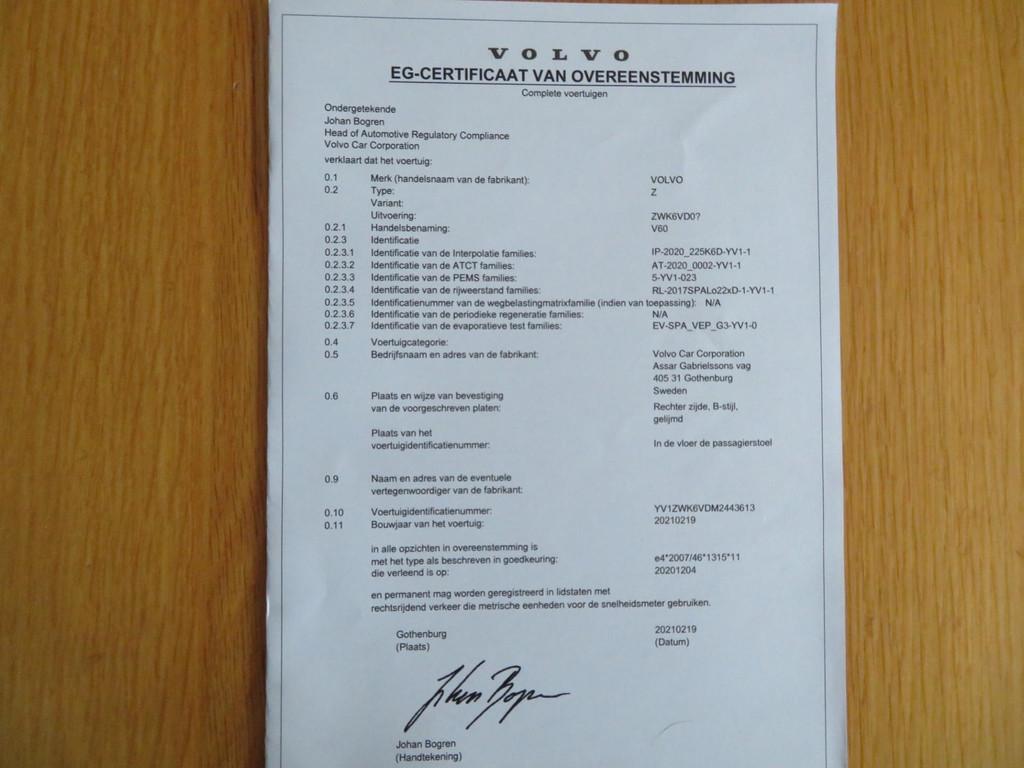 VOLVO
EG-CERTIFICAAT VAN OVEREENSTEMMING
Complete voertuigen
Ondergetekende
Johan Bogren
Head of Automotive Regulatory Compliance
Volvo Car Corporation
verklaart dat het voertuig:
0.1 Merk (handelsnaam van de fabrikant): VOLVO
0.2 Type: Z
Variant:
Uitvoering: ZWK6VD0?
0.2.1 Handelsbenaming: V60
0.2.3 Identificatie
0.2.3.1 Identificatie van de Interpolatie families: IP-2020_225K6D-YV1-1
0.2.3.2 Identificatie van de ATCT families: AT-2020_0002-YV1-1
0.2.3.3 Identificatie van de PEMS families: 5-YV1-023
0.2.3.4 Identificatie van de rijweerstand families: RL-2017SPALo22xD-1-YV1-1
0.2.3.5 Identificatienummer van de wegbelastingmatrixfamilie (indien van toepassing): N/A
0.2.3.6 Identificatie van de periodieke regeneratie families: N/A
0.2.3.7 Identificatie van de evaporatieve test families: EV-SPA_VEP_G3-YV1-0
0.4 Voertuigcategorie:
0.5 Bedrijfsnaam en adres van de fabrikant: Volvo Car Corporation
Assar Gabrielssons vag
405 31 Gothenburg
Sweden
0.6 Plaats en wijze van bevestiging
van de voorgeschreven platen: Rechter zijde, B-stijl,
gelijmd
Plaats van het
voertuigidentificatienummer: In de vloer de passagierstoel
0.9 Naam en adres van de eventuele
vertegenwoordiger van de fabrikant:
0.10 Voertuigidentificatienummer: YV1ZWK6VDM2443613
0.11 Bouwjaar van het voertuig: 20210219
in alle opzichten in overeenstemming is
met het type als beschreven in goedkeuring: e4*2007/46*1315*11
die verleend is op: 20201204
en permanent mag worden geregistreerd in lidstaten met
rechtsrijdend verkeer die metrische eenheden voor de snelheidsmeter gebruiken.
Gothenburg 20210219
(Plaats) (Datum)
Johan Bogren
Johan Bogren
(Handtekening)